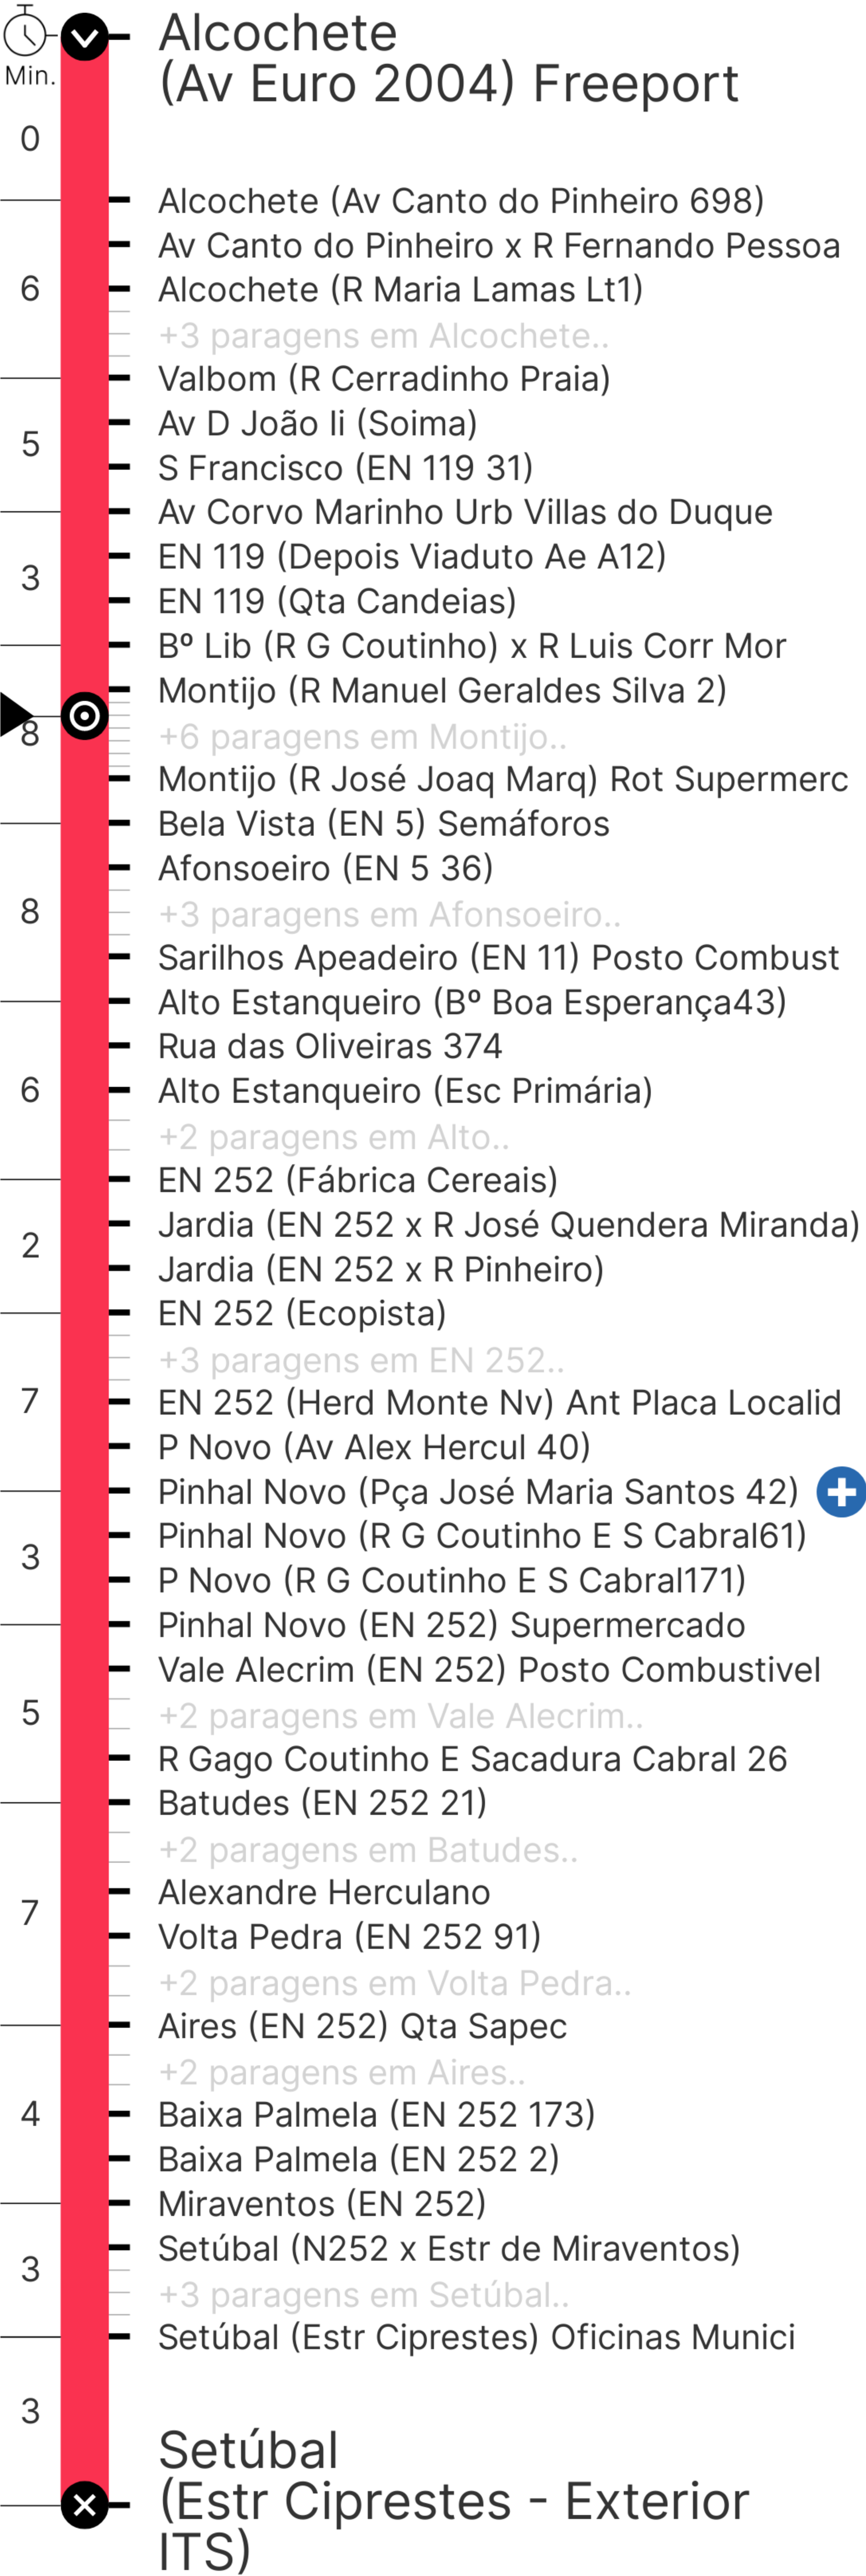 Alcochete
(Av Euro 2004) Freeport
Min.
0
Alcochete (Av Canto do Pinheiro 698)
Av Canto do Pinheiro x R Fernando Pessoa
6
Alcochete (R Maria Lamas Lt1)
+3 paragens em Alcochete..
Valbom (R Cerradinho Praia)
Av D João Ii (Soima)
5
S Francisco (EN 119 31)
Av Corvo Marinho Urb Villas do Duque
EN 119 (Depois Viaduto Ae A12)
3
EN 119 (Qta Candeias)
Bº Lib (R G Coutinho) x R Luis Corr Mor
Montijo (R Manuel Geraldes Silva 2)
8
+6 paragens em Montijo..
Montijo (R José Joaq Marq) Rot Supermerc
Bela Vista (EN 5) Semáforos
Afonsoeiro (EN 5 36)
8
+3 paragens em Afonsoeiro..
Sarilhos Apeadeiro (EN 11) Posto Combust
Alto Estanqueiro (Bº Boa Esperança43)
Rua das Oliveiras 374
6
Alto Estanqueiro (Esc Primária)
+2 paragens em Alto..
EN 252 (Fábrica Cereais)
Jardia (EN 252 x R José Quendera Miranda)
2
Jardia (EN 252 x R Pinheiro)
EN 252 (Ecopista)
+3 paragens em EN 252..
7
EN 252 (Herd Monte Nv) Ant Placa Localid
P Novo (Av Alex Hercul 40)
Pinhal Novo (Pça José Maria Santos 42)
Pinhal Novo (R G Coutinho E S Cabral61)
3
P Novo (R G Coutinho E S Cabral171)
Pinhal Novo (EN 252) Supermercado
Vale Alecrim (EN 252) Posto Combustivel
5
+2 paragens em Vale Alecrim..
R Gago Coutinho E Sacadura Cabral 26
Batudes (EN 252 21)
+2 paragens em Batudes..
Alexandre Herculano
7
Volta Pedra (EN 252 91)
+2 paragens em Volta Pedra..
Aires (EN 252) Qta Sapec
+2 paragens em Aires..
4
Baixa Palmela (EN 252 173)
Baixa Palmela (EN 252 2)
Miraventos (EN 252)
Setúbal (N252 x Estr de Miraventos)
3
+3 paragens em Setúbal..
Setúbal (Estr Ciprestes) Oficinas Munici
3
Setúbal
(Estr Ciprestes - Exterior
ITS)